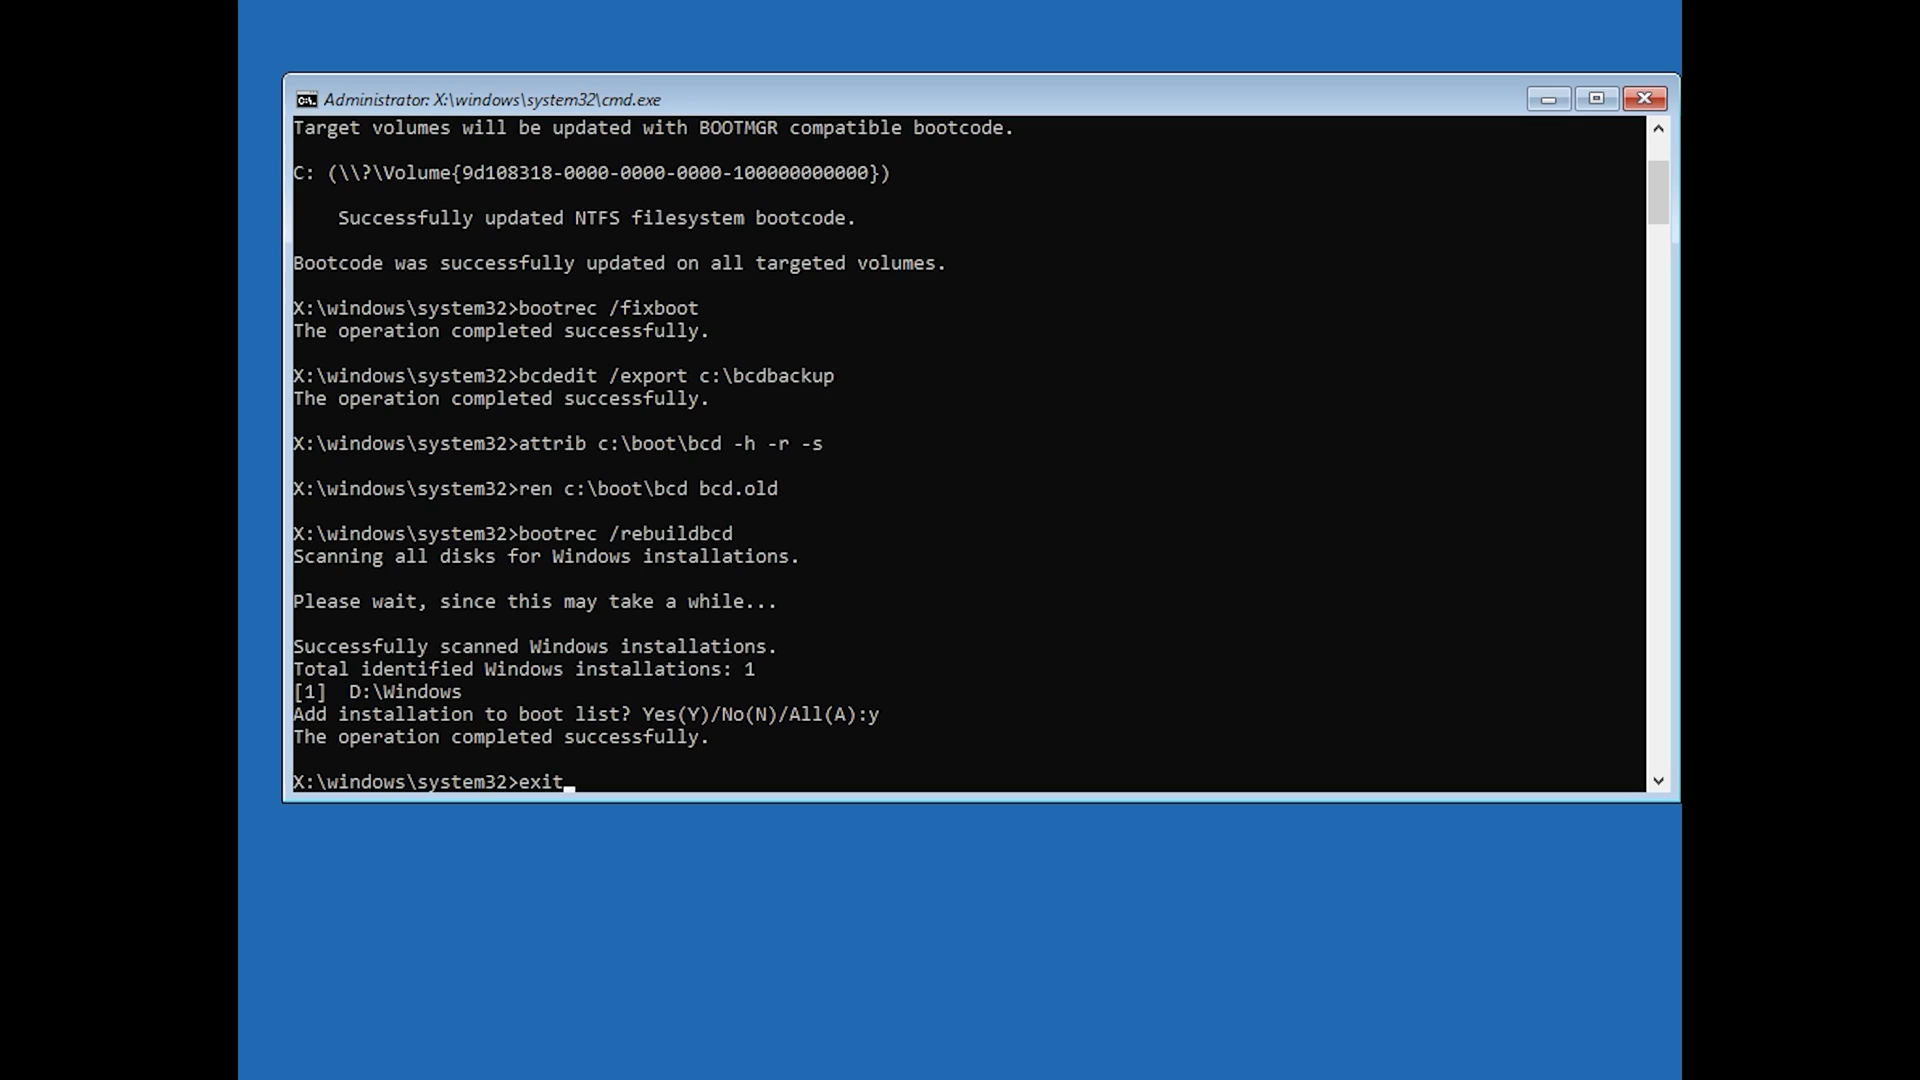 Administrator: X:\windows\system32\cmd.exe
Target volumes will be updated with BOOTMGR compatible bootcode.
C: (\\?\Volume{9d108318-0000-0000-0000-100000000000})
Successfully updated NTFS filesystem bootcode.
Bootcode was successfully updated on all targeted volumes.
X:\windows\system32>bootrec /fixboot
The operation completed successfully.
X:\windows\system32>bcdedit /export c:\bcdbackup
The operation completed successfully.
X:\windows\system32>attrib c:\boot\bcd -h -r -s
X:\windows\system32>ren c:\boot\bcd bcd.old
X:\windows\system32>bootrec /rebuildbcd
Scanning all disks for Windows installations.
Please wait, since this may take a while...
Successfully scanned Windows installations.
Total identified Windows installations: 1
[1]  D:\Windows
Add installation to boot list? Yes(Y)/No(N)/All(A):y
The operation completed successfully.
X:\windows\system32>exit